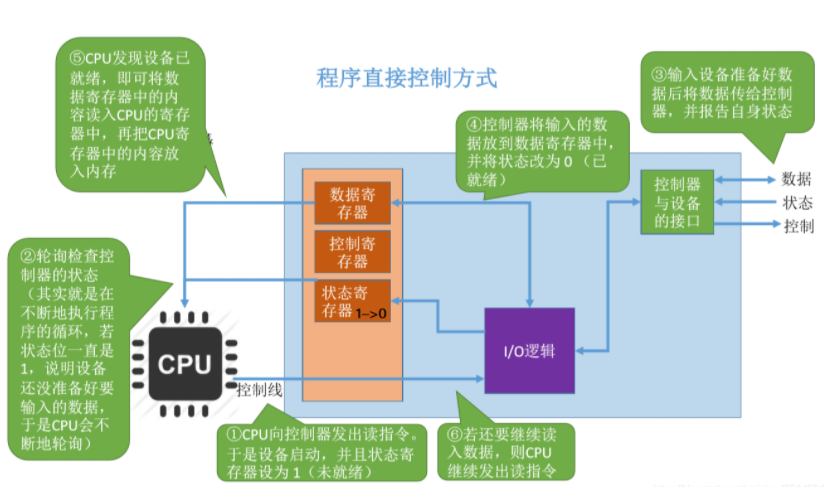 程序直接控制方式
⑤CPU发现设备已
就绪，即可将数
据寄存器中的内
容读入CPU的寄存
器中，再把CPU寄
存器中的内容放
入内存
③输入设备准备好数
据后将数据传给控制
器，并报告自身状态
④控制器将输入的数
据放到数据寄存器中，
并将状态改为0（已
就绪）
数据寄
存器
控制寄
存器
状态寄
存器1->0
控制器
与设备
的接口
数据
状态
控制
②轮询检查控
制器的状态
（其实就是在
不断地执行程
序的循环，若
状态位一直是
1，说明设备
还没准备好要
输入的数据，
于是CPU会不
断地轮询）
CPU
I/O逻辑
控制线
①CPU向控制器发出读指令。
于是设备启动，并且状态寄
存器设为1（未就绪）
⑥若还要继续读
入数据，则CPU
继续发出读指令